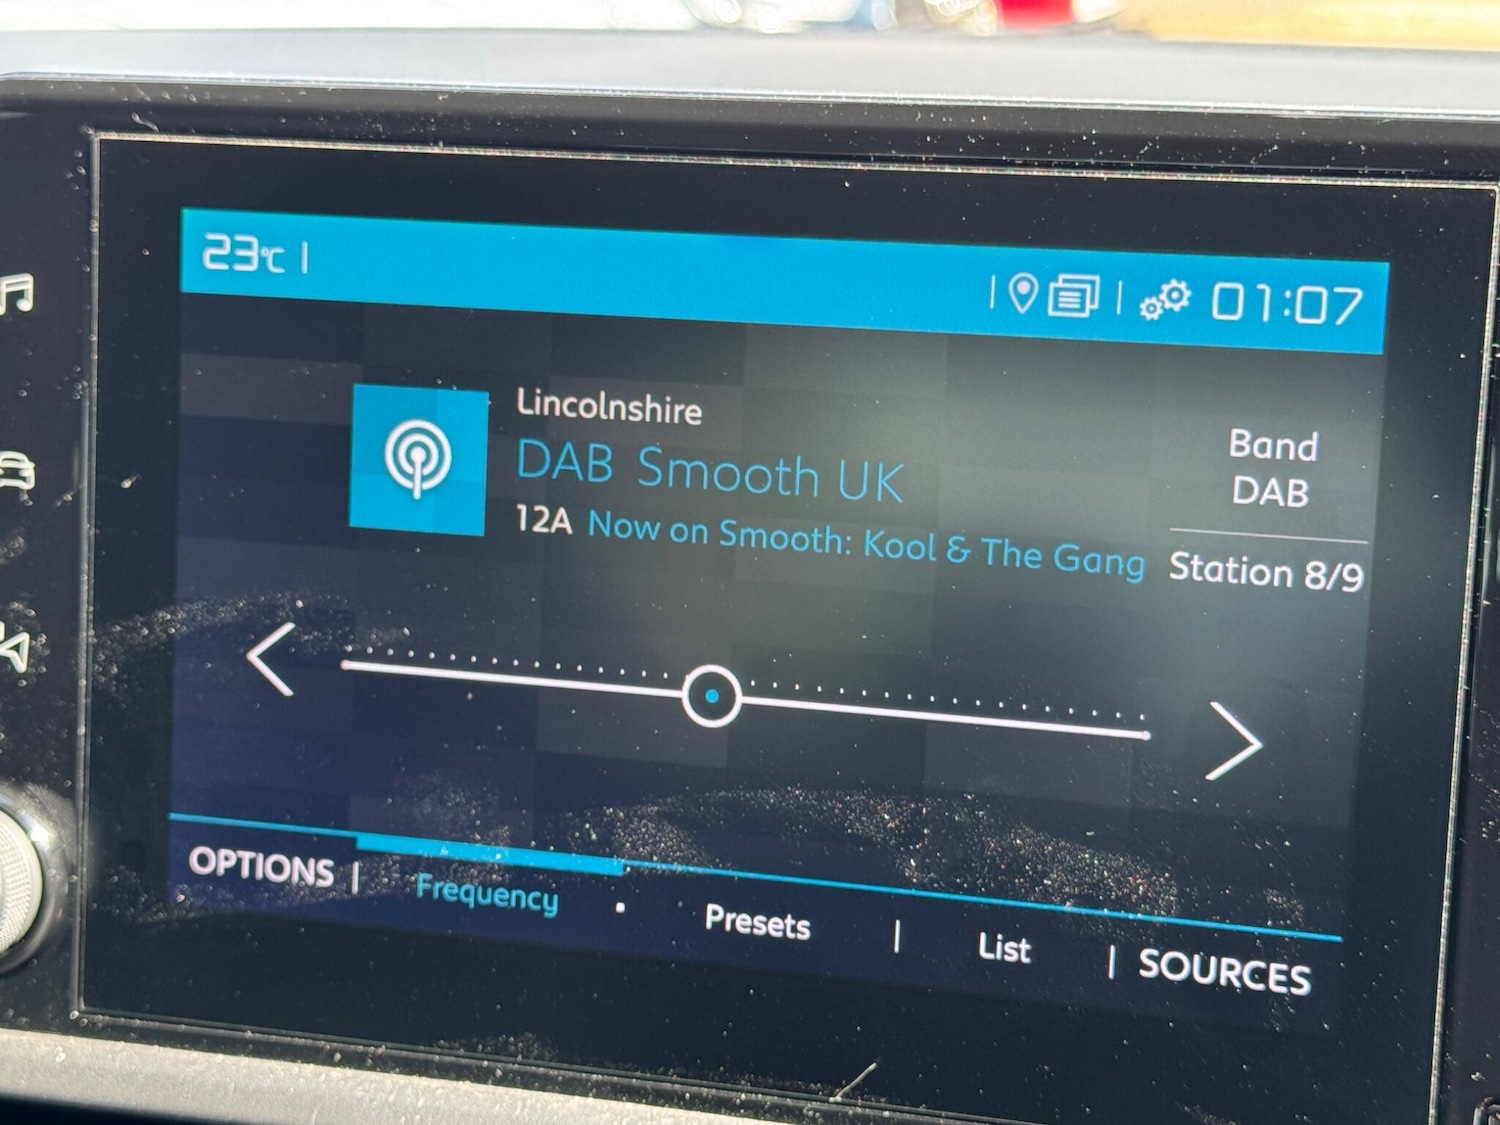 23°C |
| | 01:07
Lincolnshire
DAB Smooth UK
12A Now on Smooth: Kool & The Gang
Band
DAB
Station 8/9
OPTIONS | Frequency Presets | List | SOURCES